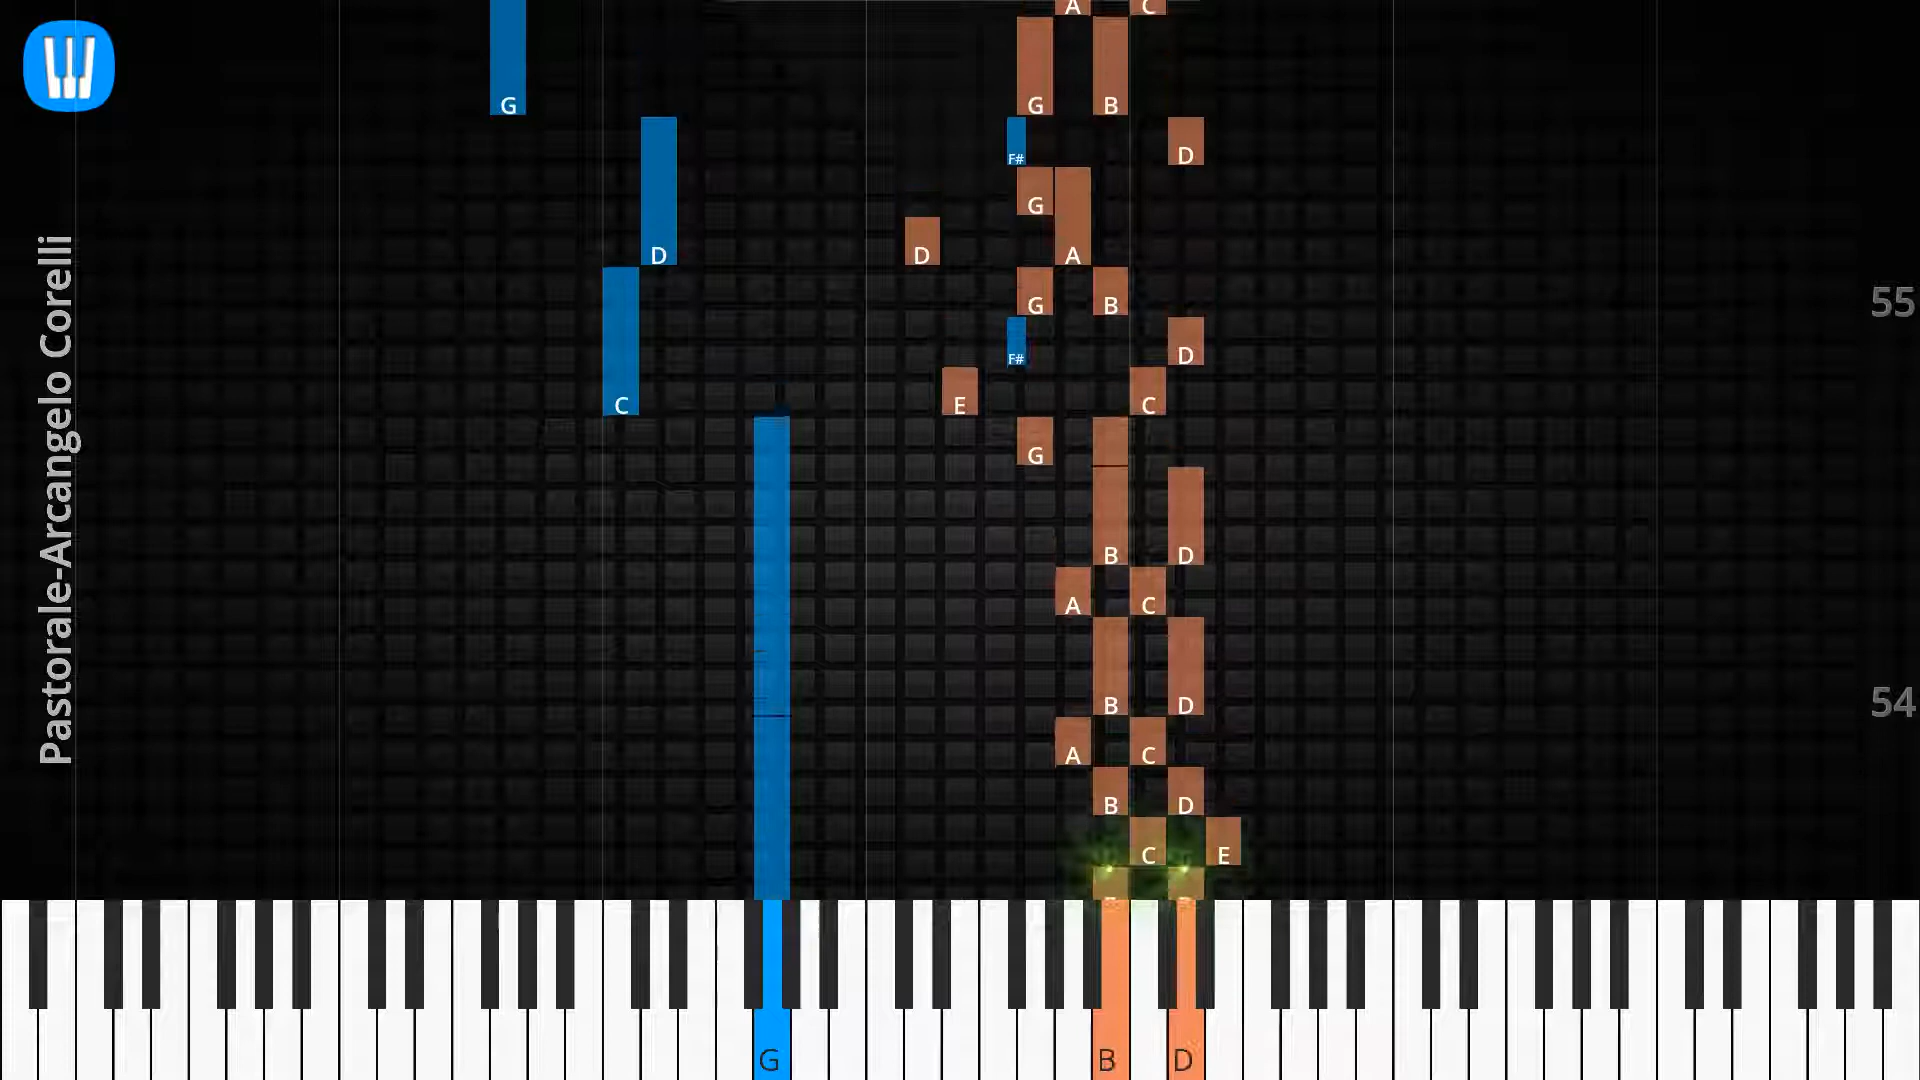 A C
G G B
F# D
G
D D A
G B
55
F# D
C E C
G
B D
A C
B D
54
A C
B D
C E
G B D
Pastorale-Arcangelo Corelli